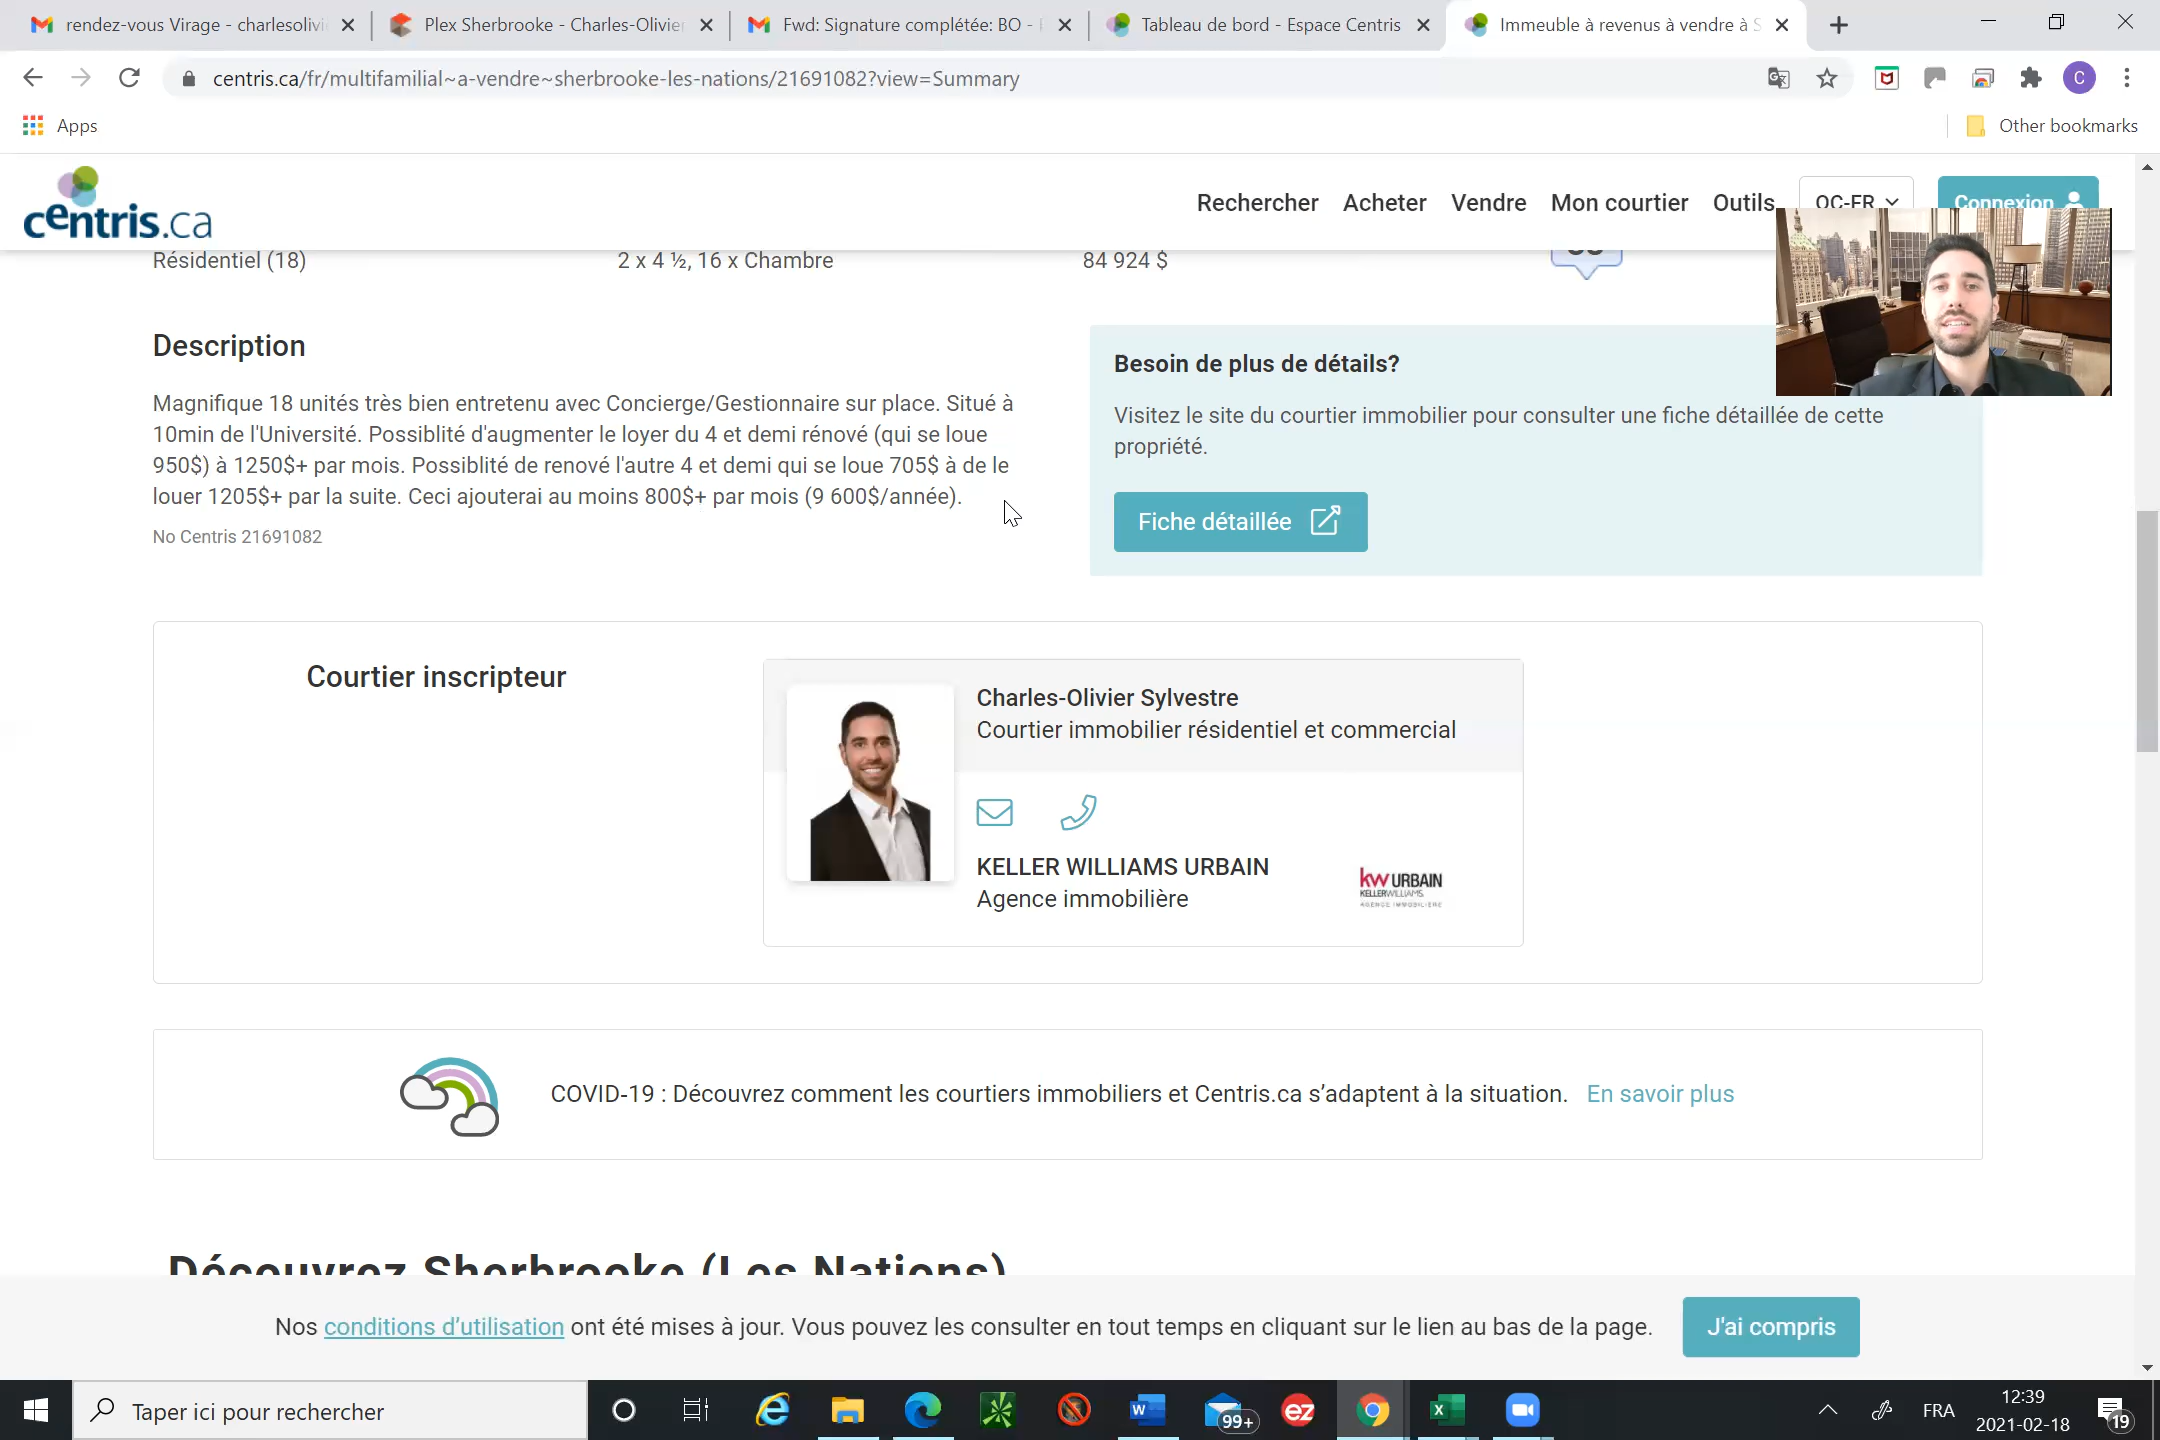 rendez-vous Virage - charlesolivi
Plex Sherbrooke - Charles-Olivier
Fwd: Signature complétée: BO -
Tableau de bord - Espace Centris
Immeuble à revenus à vendre à S
centris.ca/fr/multifamilial~a-vendre~sherbrooke-les-nations/21691082?view=Summary
C
Apps
Other bookmarks
centris.ca
Rechercher
Acheter
Vendre
Mon courtier
Outils
QC-FR
Connexion
Résidentiel (18)
2 x 4 ½, 16 x Chambre
84 924 $
Description
Magnifique 18 unités très bien entretenu avec Concierge/Gestionnaire sur place. Situé à
10min de l'Université. Possiblité d'augmenter le loyer du 4 et demi rénové (qui se loue
950$) à 1250$+ par mois. Possiblité de renové l'autre 4 et demi qui se loue 705$ à de le
louer 1205$+ par la suite. Ceci ajouterai au moins 800$+ par mois (9 600$/année).
No Centris 21691082
Besoin de plus de détails?
Visitez le site du courtier immobilier pour consulter une fiche détaillée de cette
propriété.
Fiche détaillée
Courtier inscripteur
Charles-Olivier Sylvestre
Courtier immobilier résidentiel et commercial
KELLER WILLIAMS URBAIN
Agence immobilière
kw URBAIN
KELLERWILLIAMS.
AGENCE IMMOBILIÈRE
COVID-19 : Découvrez comment les courtiers immobiliers et Centris.ca s'adaptent à la situation. En savoir plus
Découvrez Sherbrooke (Les Nations)
Nos conditions d'utilisation ont été mises à jour. Vous pouvez les consulter en tout temps en cliquant sur le lien au bas de la page.
J'ai compris
Taper ici pour rechercher
99+
ez
FRA
12:39
2021-02-18
19